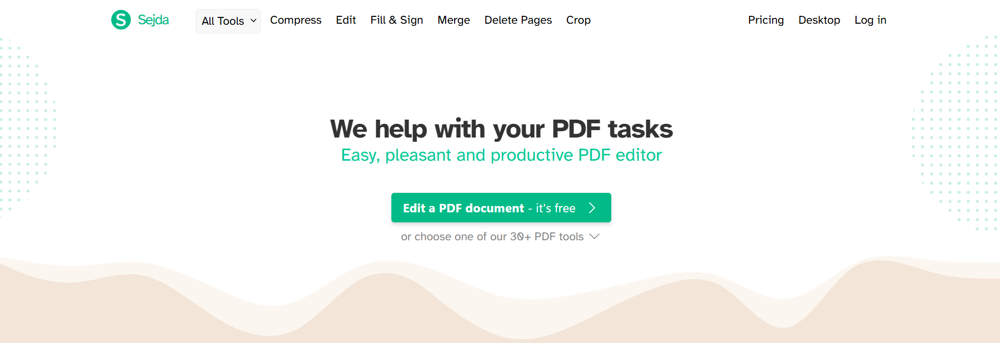 S Sejda All Tools Compress Edit Fill & Sign Merge Delete Pages Crop Pricing Desktop Log in
We help with your PDF tasks
Easy, pleasant and productive PDF editor
Edit a PDF document - it's free
or choose one of our 30+ PDF tools